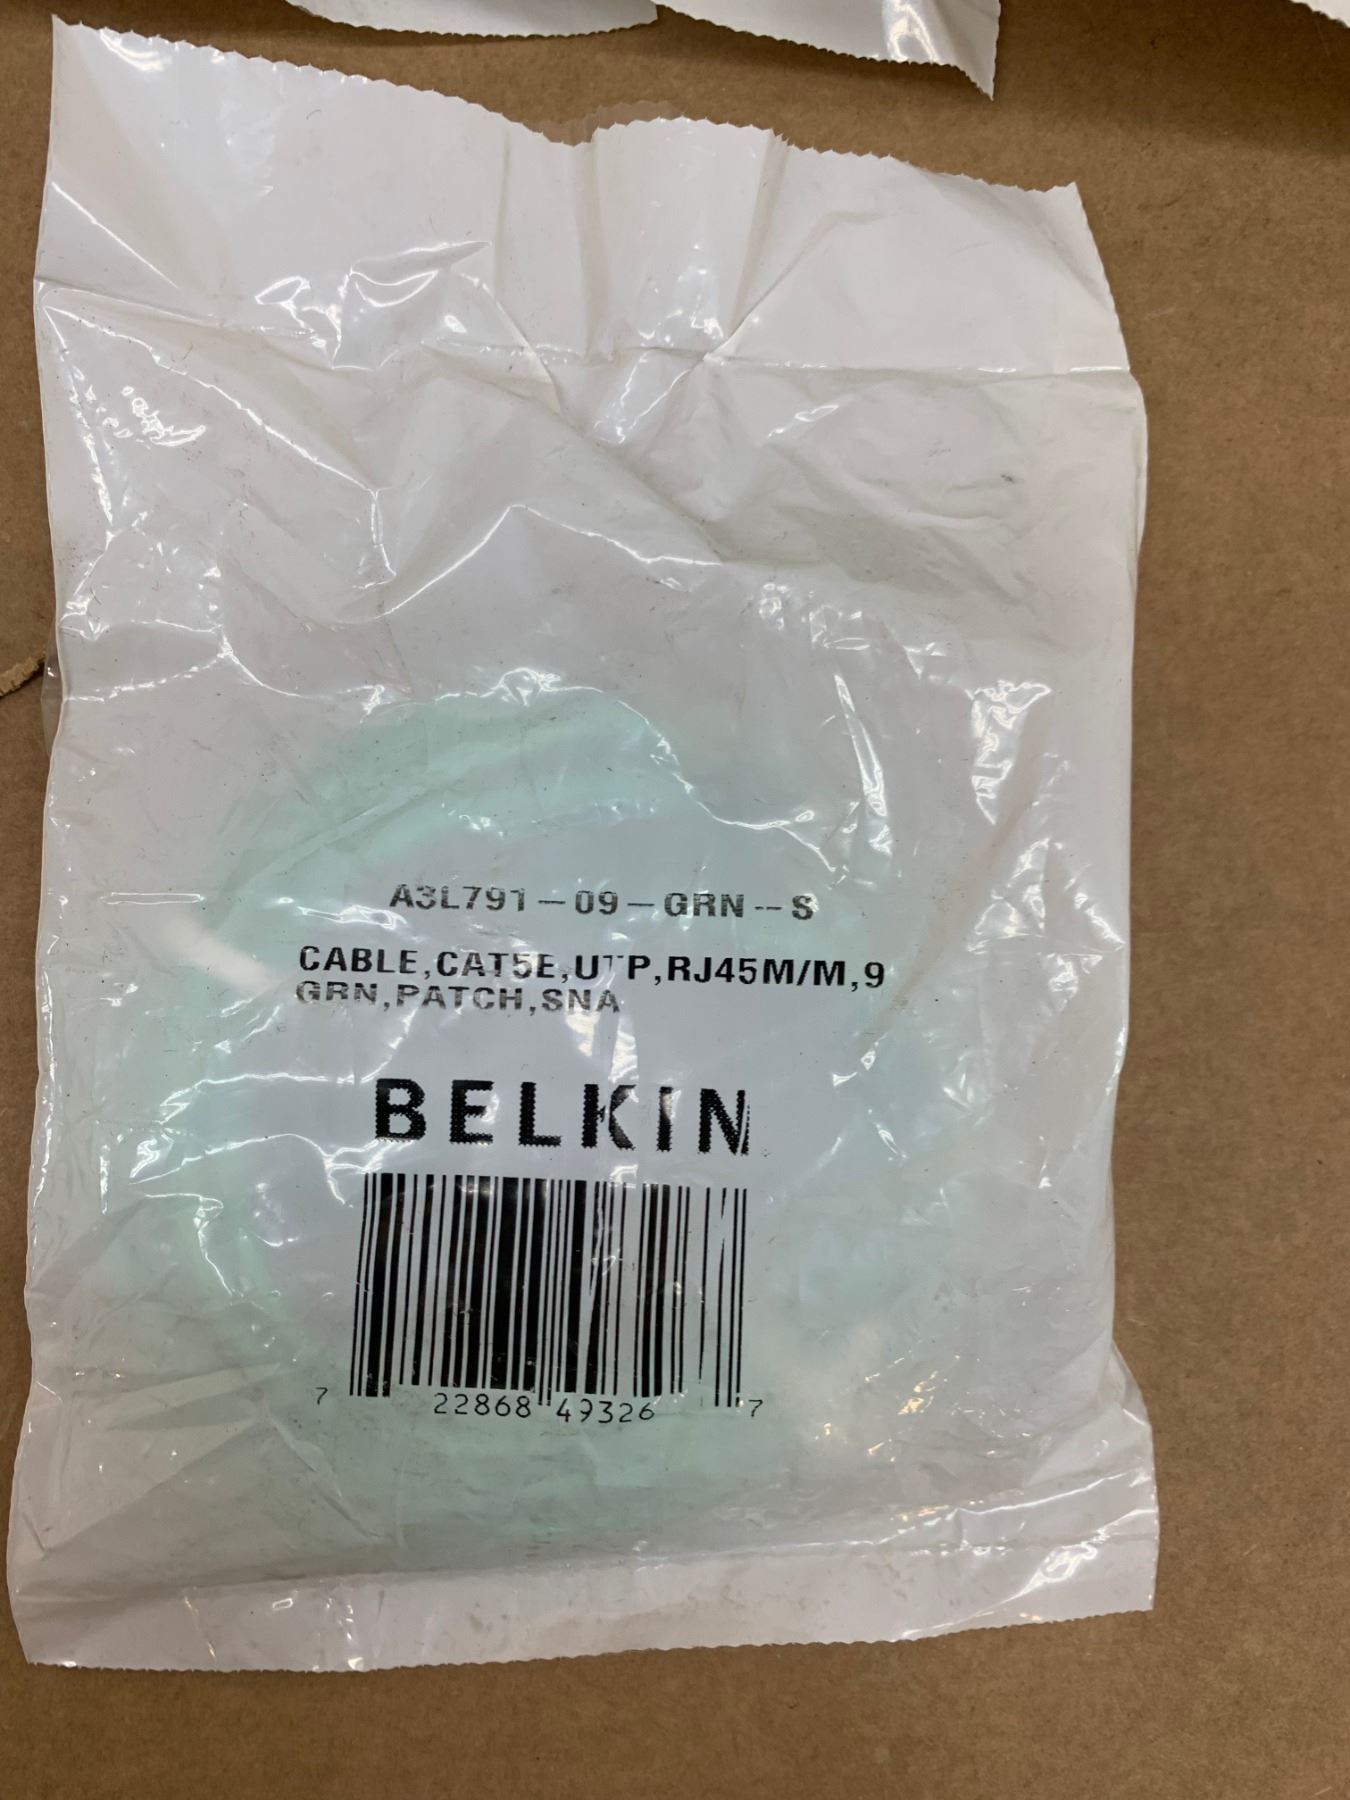 A3L791-09-GRN--S
CABLE,CAT5E,UTP,RJ45M/M,9
GRN,PATCH,SNA
BELKIN
7 22868 49326 7